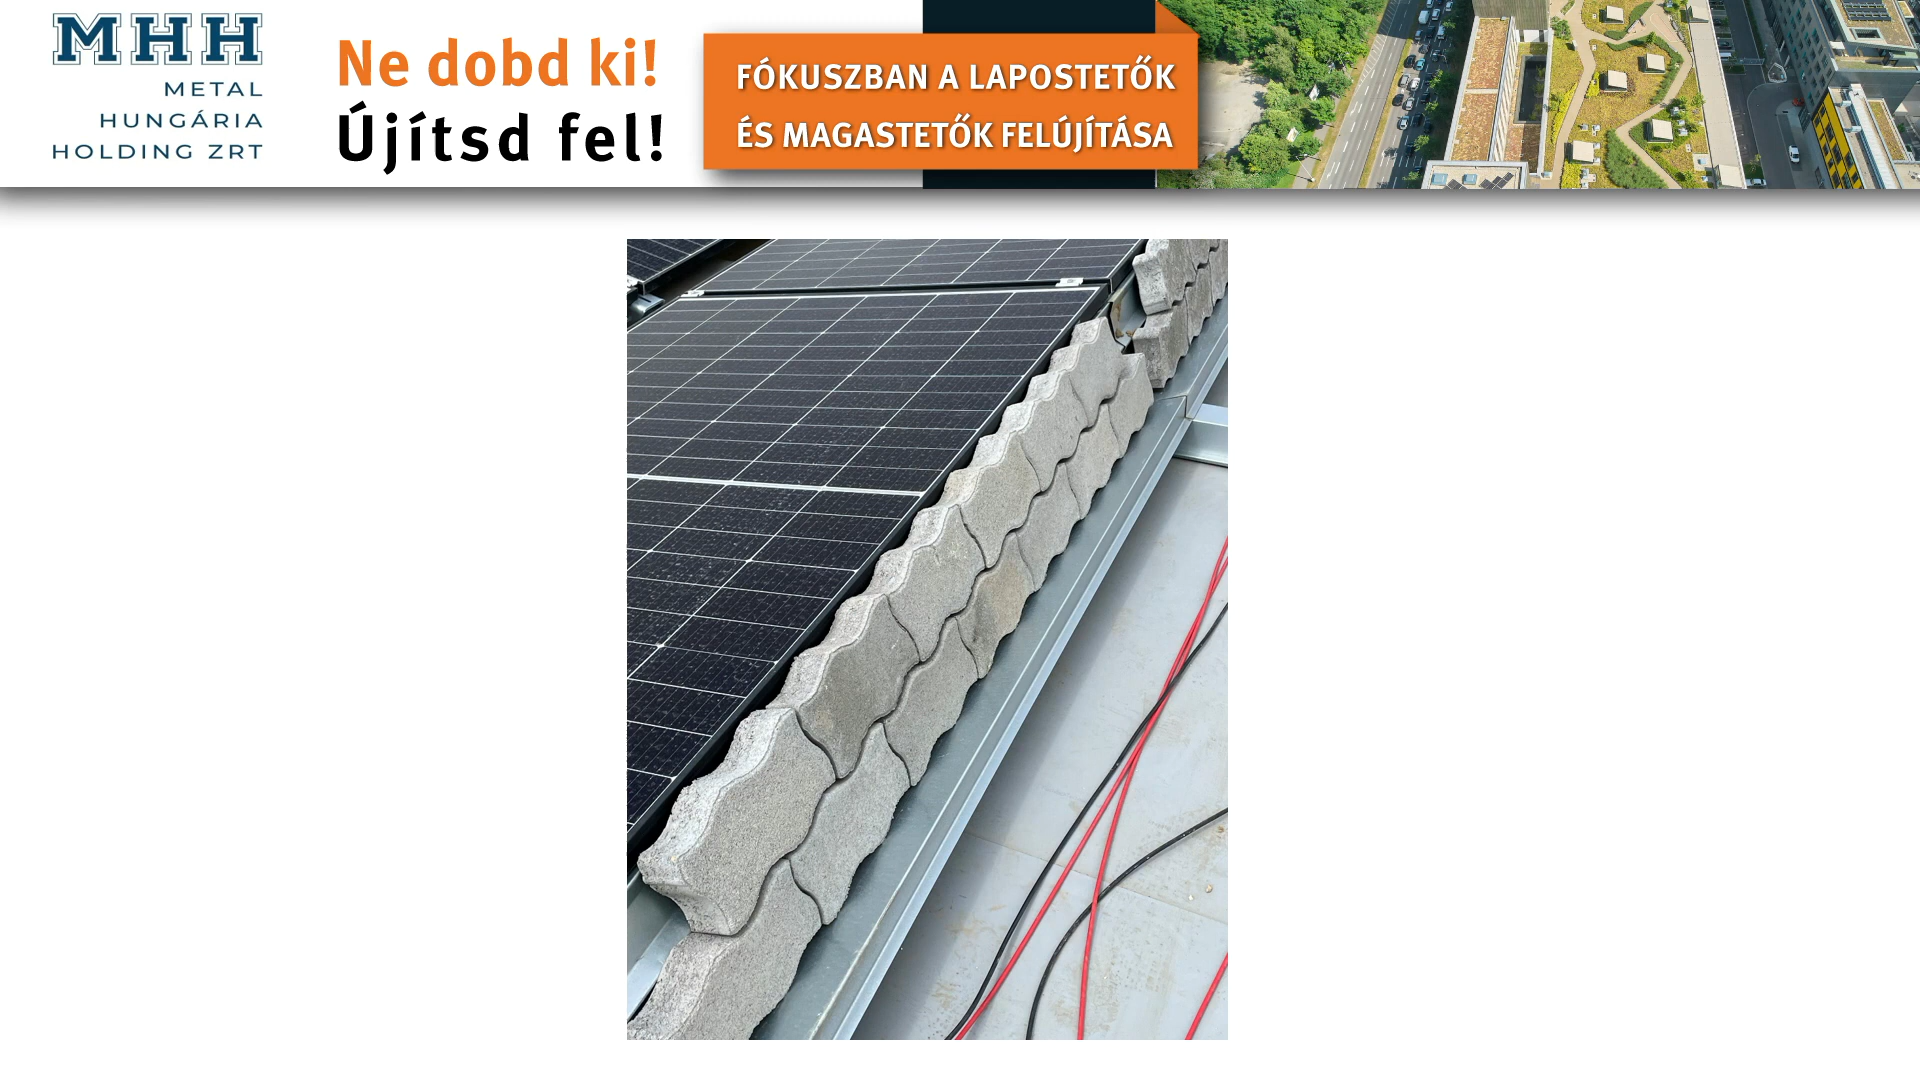 MHH
METAL
HUNGÁRIA
HOLDING ZRT
Ne dobd ki!
Újítsd fel!
FÓKUSZBAN A LAPOSTETŐK
ÉS MAGASTETŐK FELÚJÍTÁSA